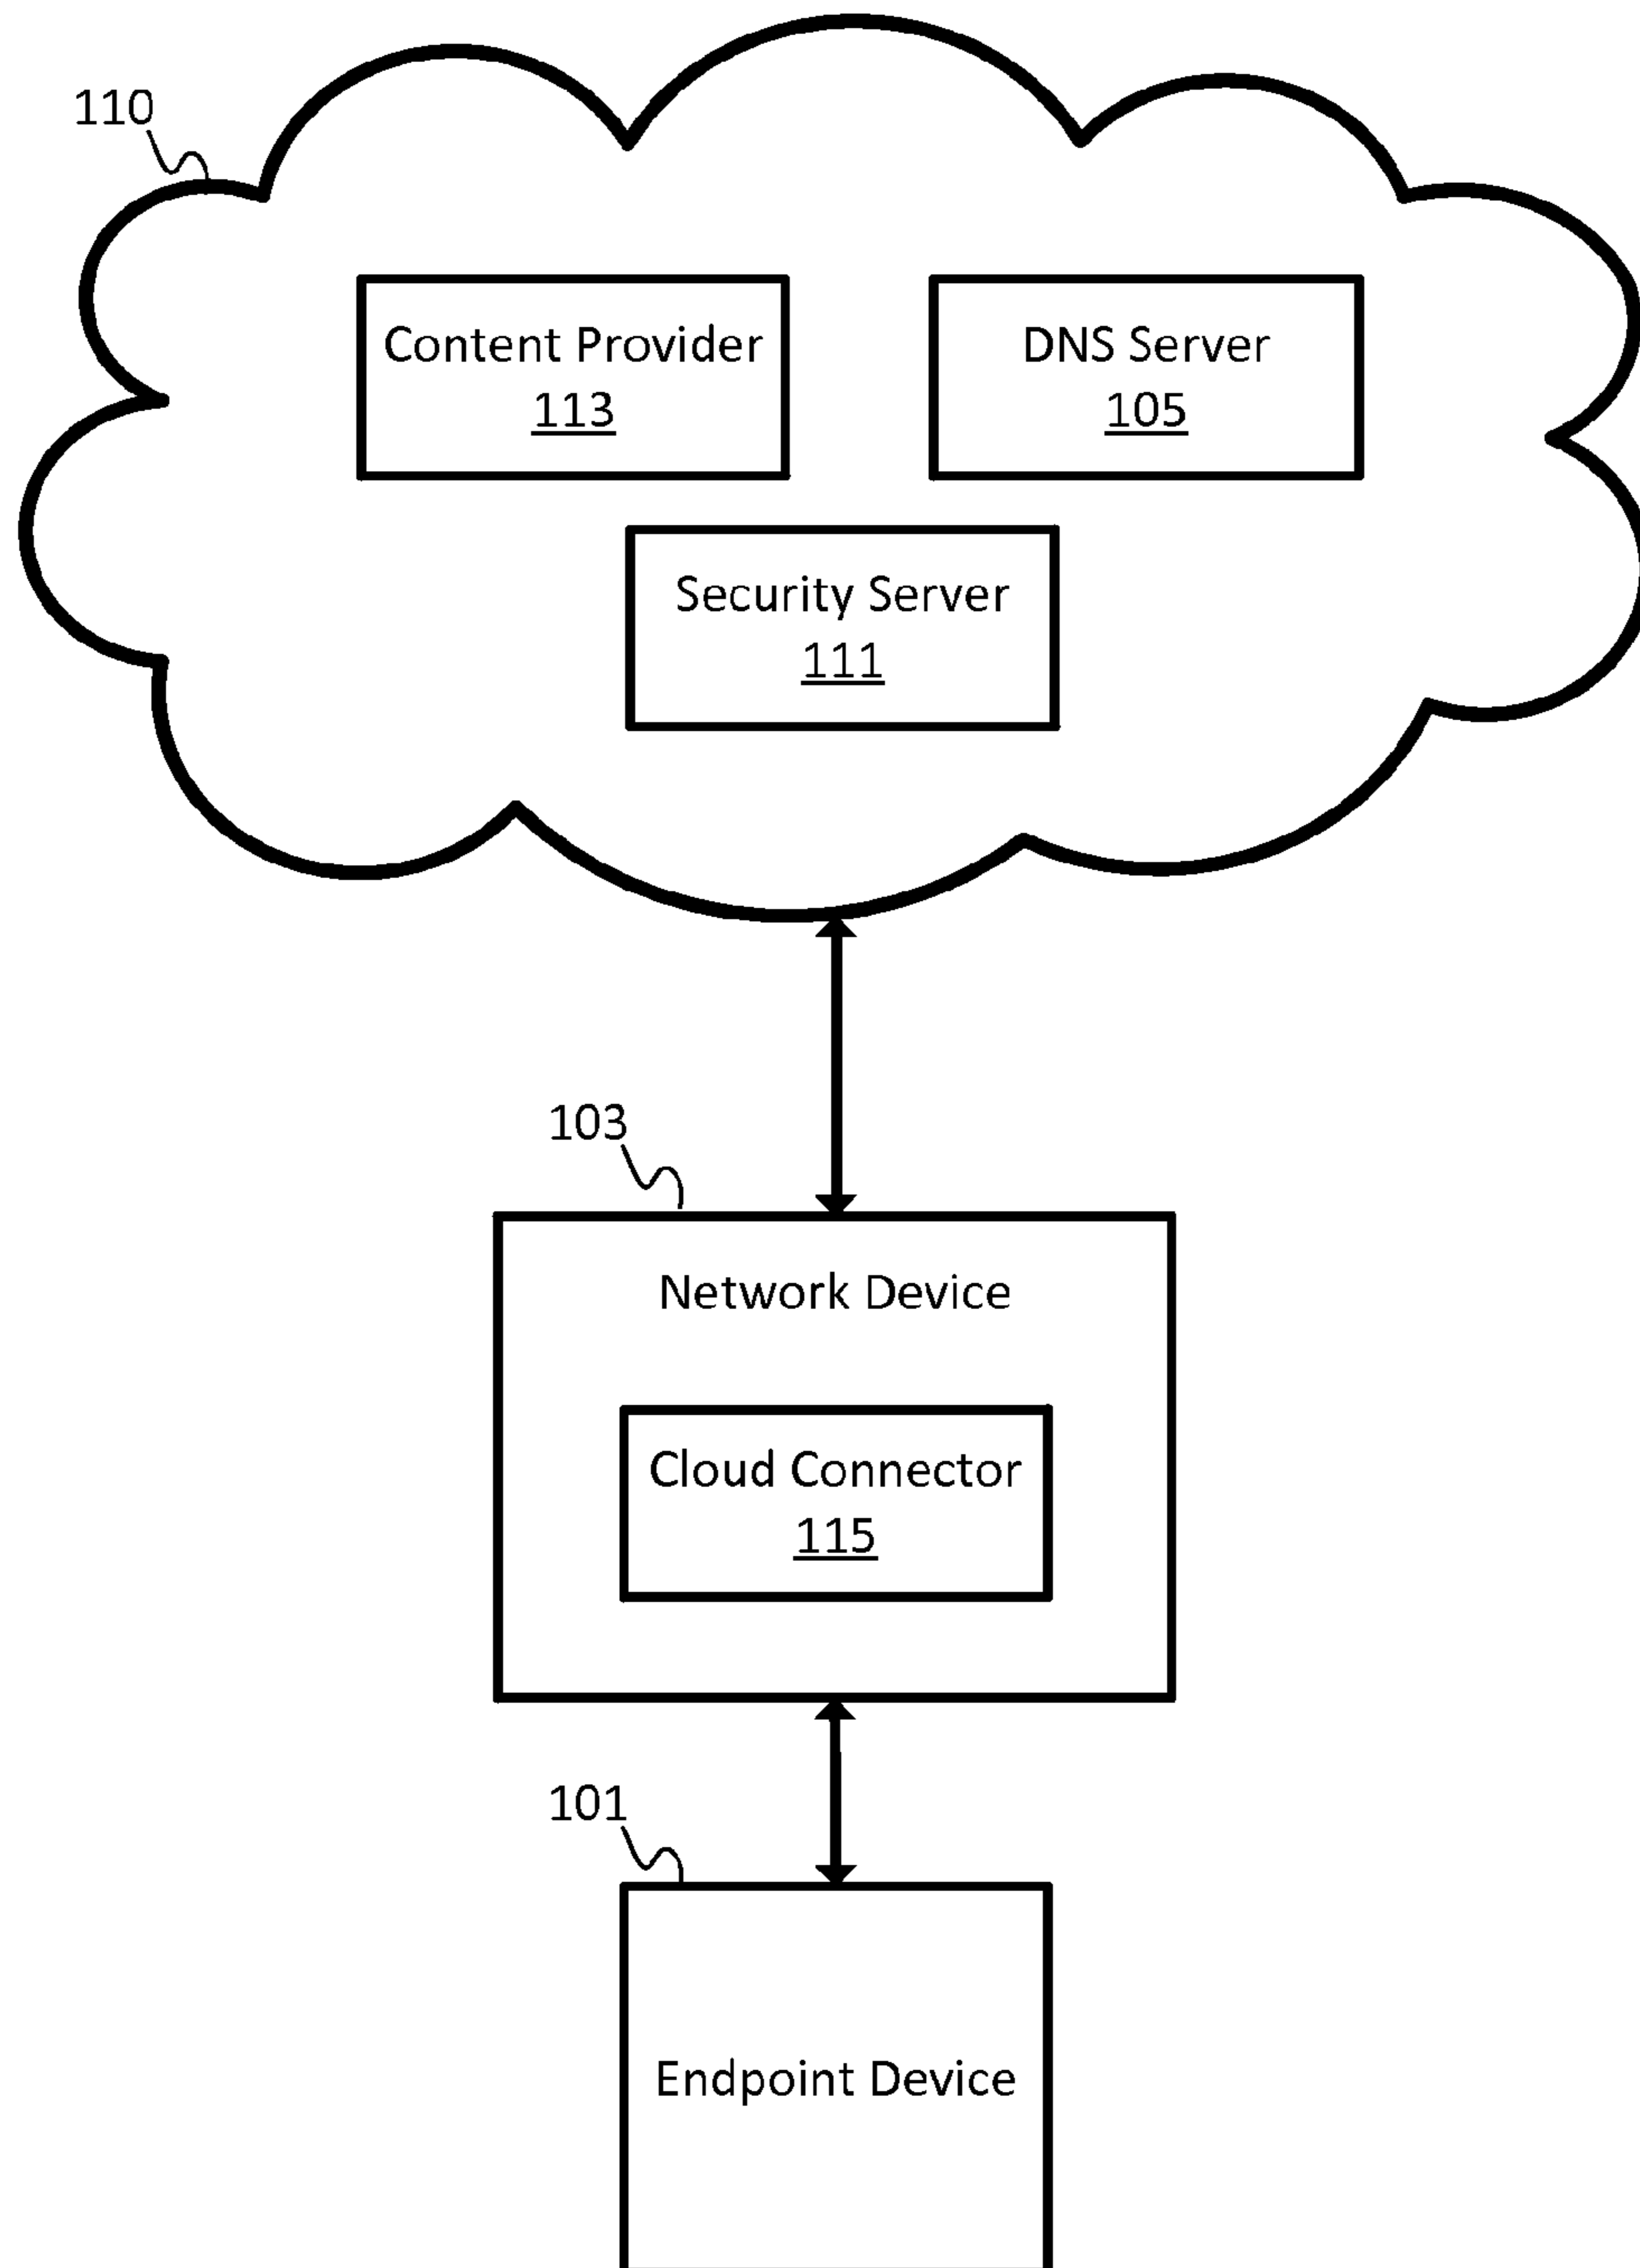 110
Content Provider
113
DNS Server
105
Security Server
111
103
Network Device
Cloud Connector
115
101
Endpoint Device